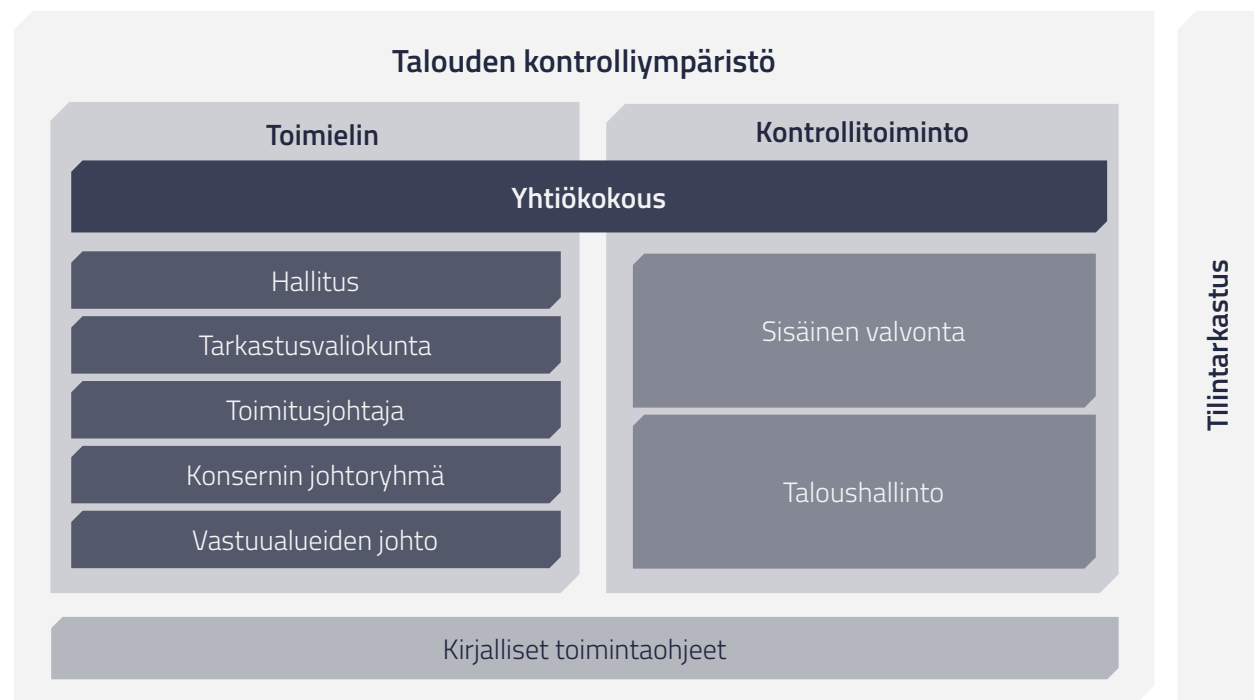 Talouden kontrolliympäristö
Toimielin
Kontrollitoiminto
Yhtiökokous
Hallitus
Tarkastusvaliokunta
Toimitusjohtaja
Konsernin johtoryhmä
Vastuualueiden johto
Sisäinen valvonta
Taloushallinto
Kirjalliset toimintaohjeet
Tilintarkastus